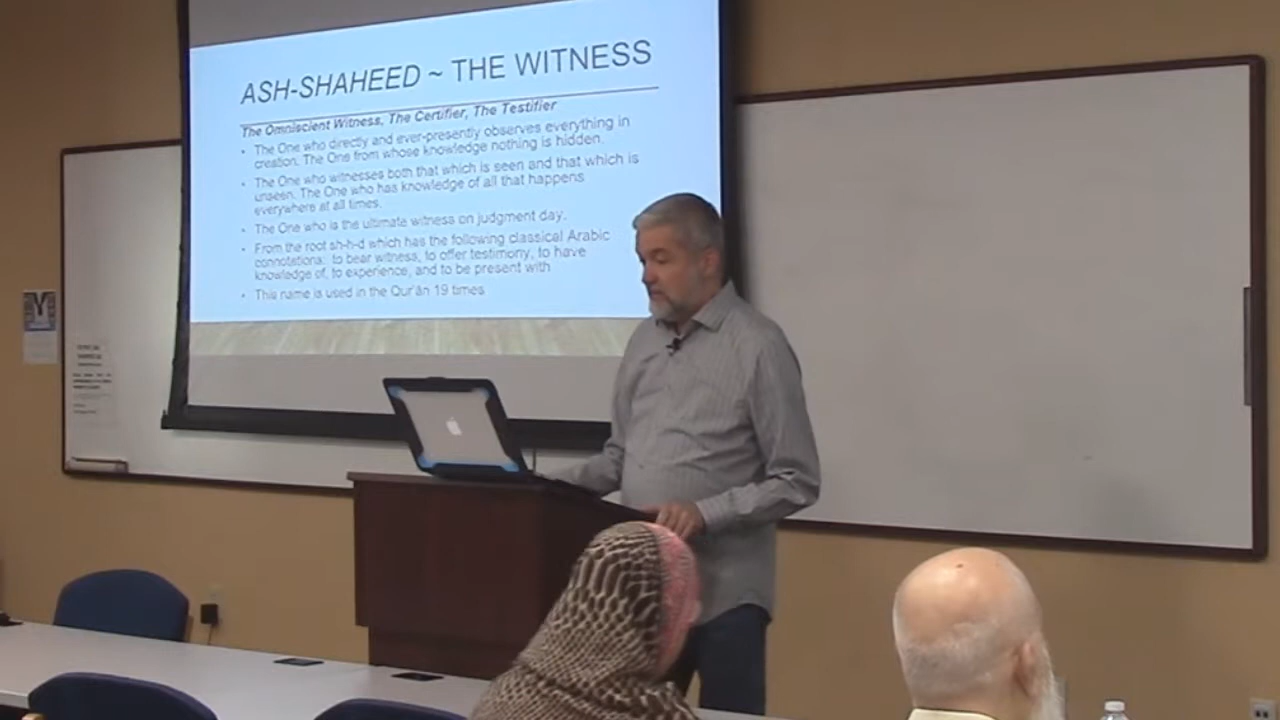 ASH-SHAHEED ~ THE WITNESS
The Omniscient Witness, The Certifier, The Testifier
• The One who directly and ever-presently observes everything in
creation. The One from whose knowledge nothing is hidden.
• The One who witnesses both that which is seen and that which is
unseen. The One who has knowledge of all that happens
everywhere at all times.
• The One who is the ultimate witness on judgment day.
• From the root sh-h-d which has the following classical Arabic
connotations: to bear witness, to offer testimony, to have
knowledge of, to experience, and to be present with
• This name is used in the Qur'ān 19 times